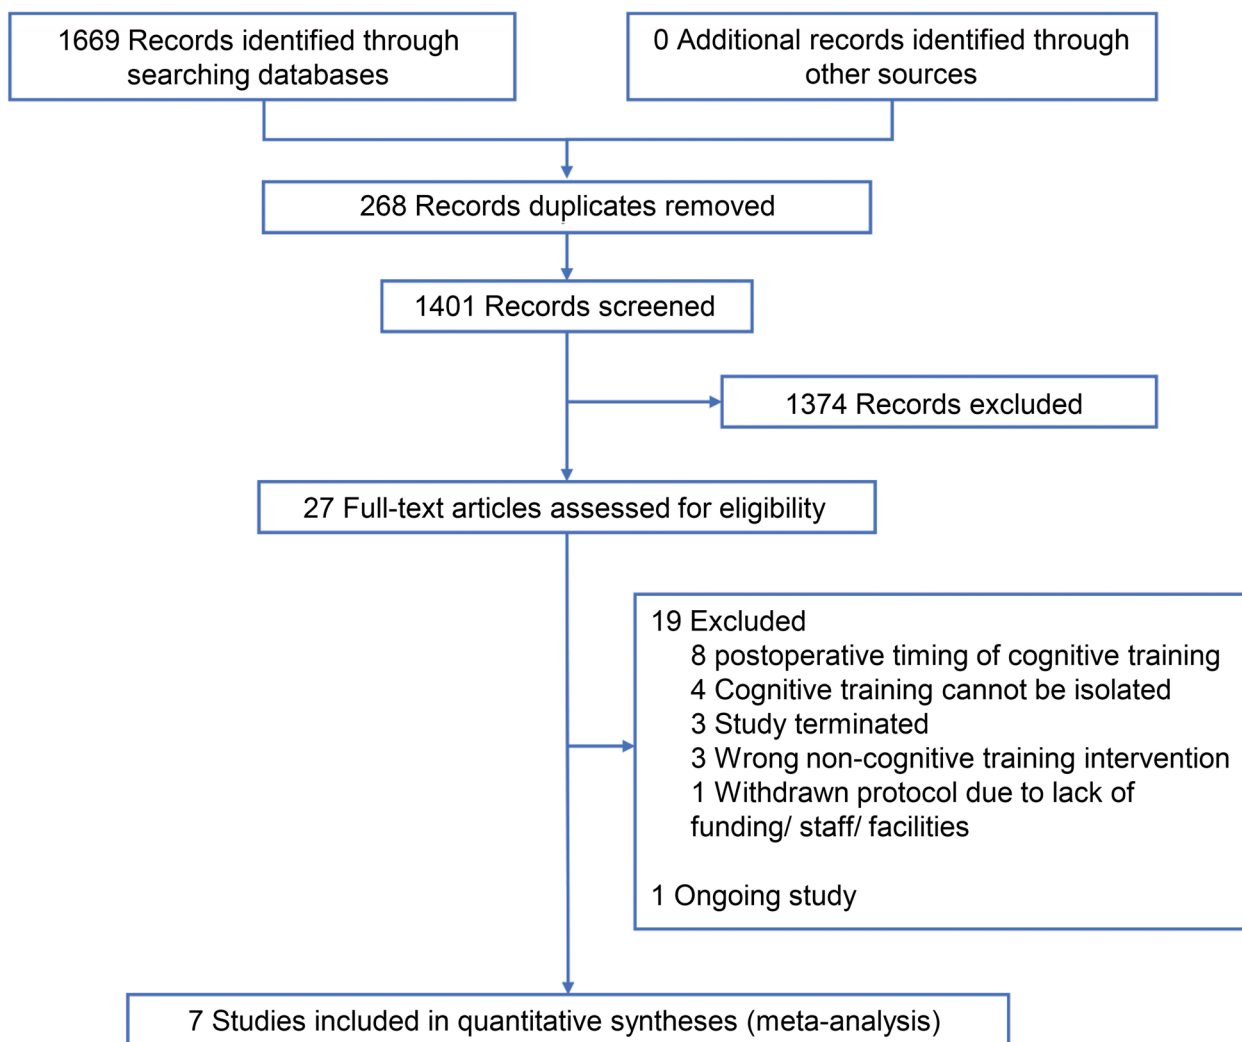 1669 Records identified through
searching databases
0 Additional records identified through
other sources
268 Records duplicates removed
1401 Records screened
1374 Records excluded
27 Full-text articles assessed for eligibility
19 Excluded
8 postoperative timing of cognitive training
4 Cognitive training cannot be isolated
3 Study terminated
3 Wrong non-cognitive training intervention
1 Withdrawn protocol due to lack of
funding/ staff/ facilities
1 Ongoing study
7 Studies included in quantitative syntheses (meta-analysis)